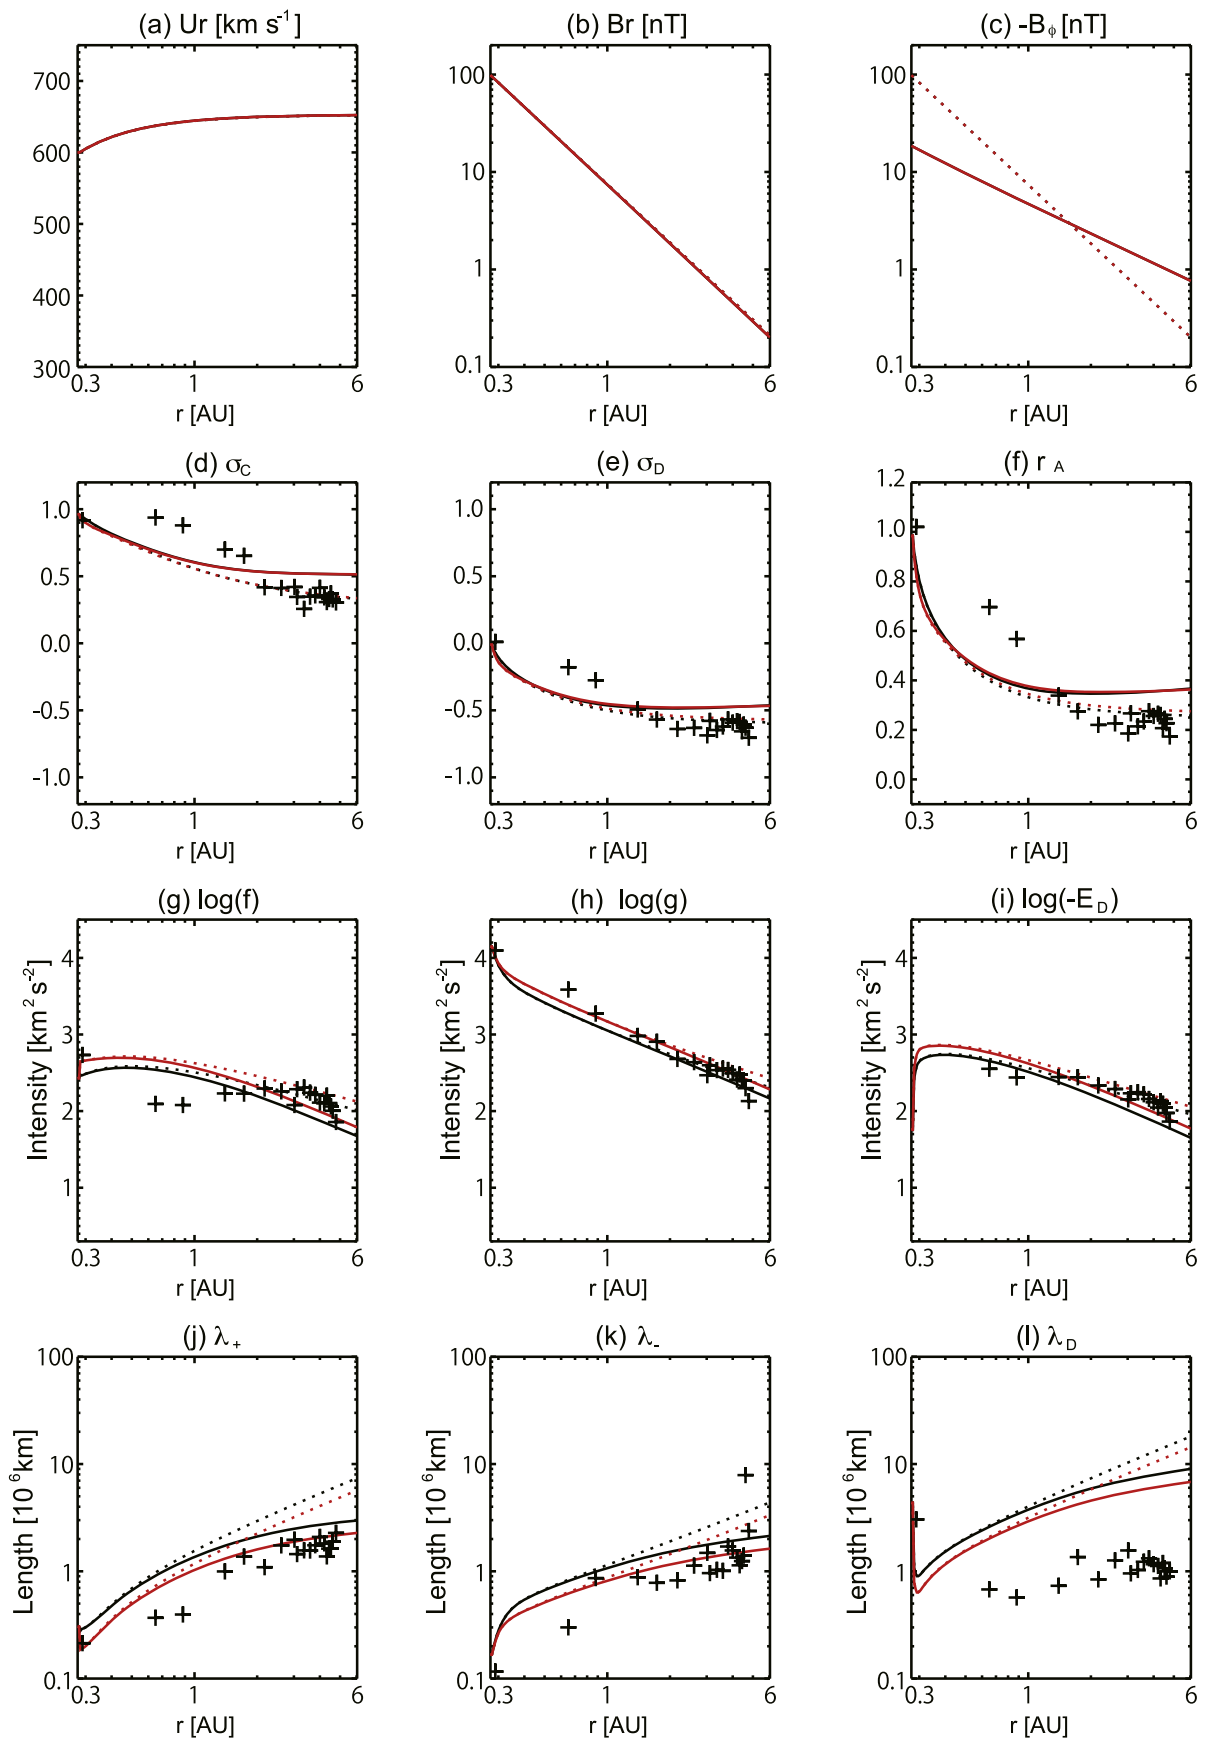 (a) Ur [km s⁻¹]
(b) Br [nT]
(c) -Bϕ [nT]
700
600
500
400
300
0.3 1 6
r [AU]
100
10
1
0.1
0.3 1 6
r [AU]
100
10
1
0.1
0.3 1 6
r [AU]
(d) σC
(e) σD
(f) r A
1.0
0.5
0.0
-0.5
-1.0
0.3 1 6
r [AU]
1.0
0.5
0.0
-0.5
-1.0
0.3 1 6
r [AU]
1.2
1.0
0.8
0.6
0.4
0.2
0.0
0.3 1 6
r [AU]
(g) log(f)
(h) log(g)
(i) log(-E D)
Intensity [km² s⁻²]
4
3
2
1
0.3 1 6
r [AU]
Intensity [km² s⁻²]
4
3
2
1
0.3 1 6
r [AU]
Intensity [km² s⁻²]
4
3
2
1
0.3 1 6
r [AU]
(j) λ+
(k) λ-
(l) λD
Length [10⁶km]
100
10
1
0.1
0.3 1 6
r [AU]
Length [10⁶km]
100
10
1
0.1
0.3 1 6
r [AU]
Length [10⁶km]
100
10
1
0.1
0.3 1 6
r [AU]